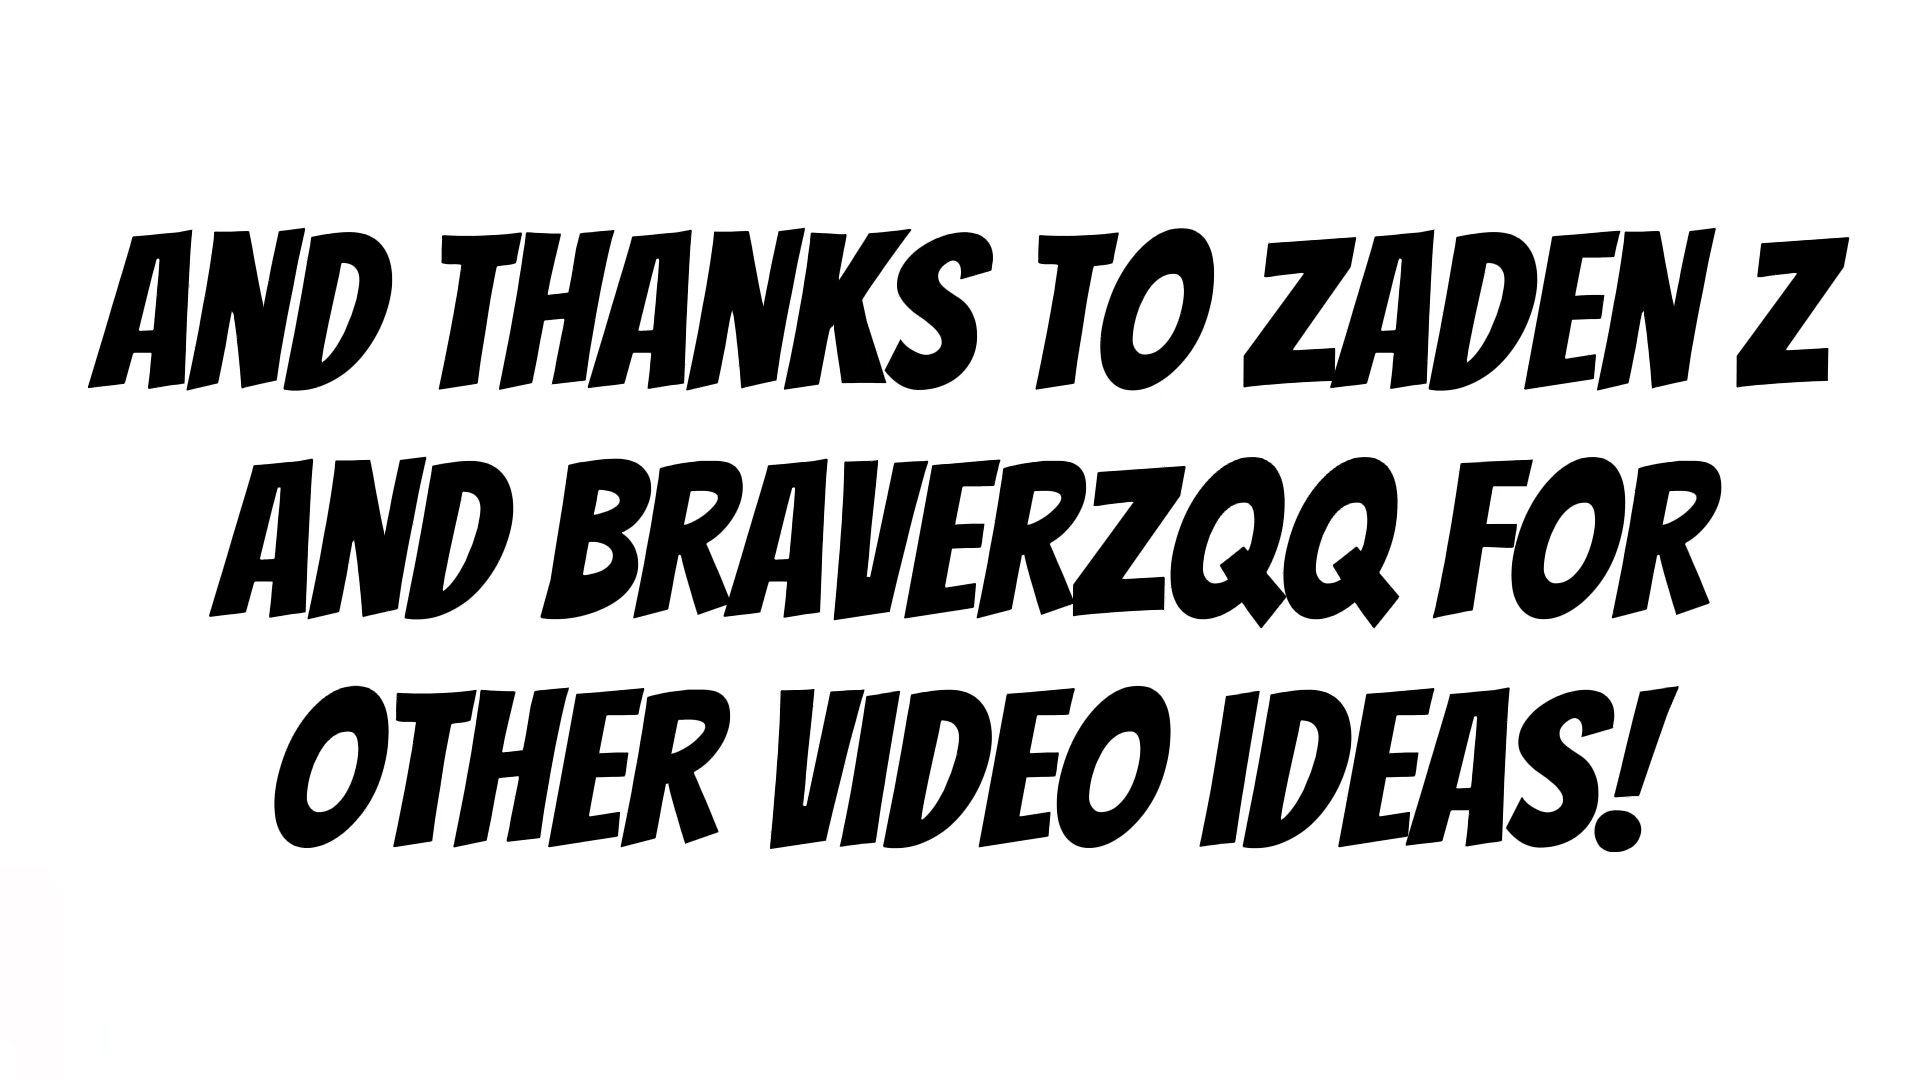 AND THANKS TO ZADEN Z
AND BRAVERZQQ FOR
OTHER VIDEO IDEAS!